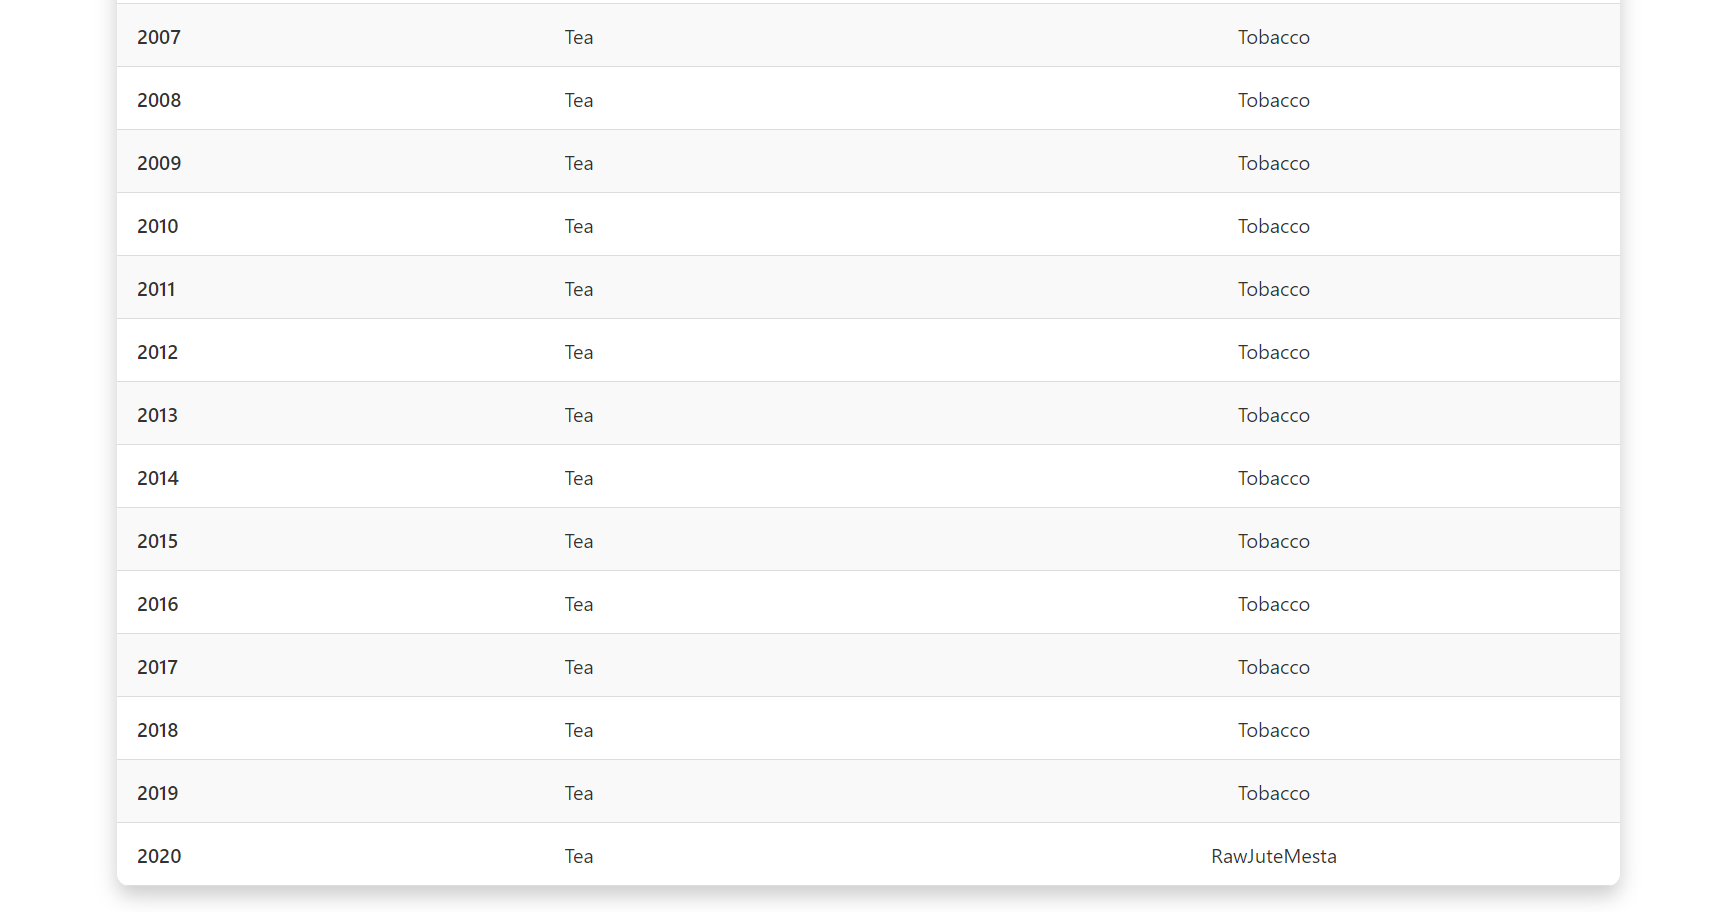 2007 Tea Tobacco
2008 Tea Tobacco
2009 Tea Tobacco
2010 Tea Tobacco
2011 Tea Tobacco
2012 Tea Tobacco
2013 Tea Tobacco
2014 Tea Tobacco
2015 Tea Tobacco
2016 Tea Tobacco
2017 Tea Tobacco
2018 Tea Tobacco
2019 Tea Tobacco
2020 Tea RawJuteMesta